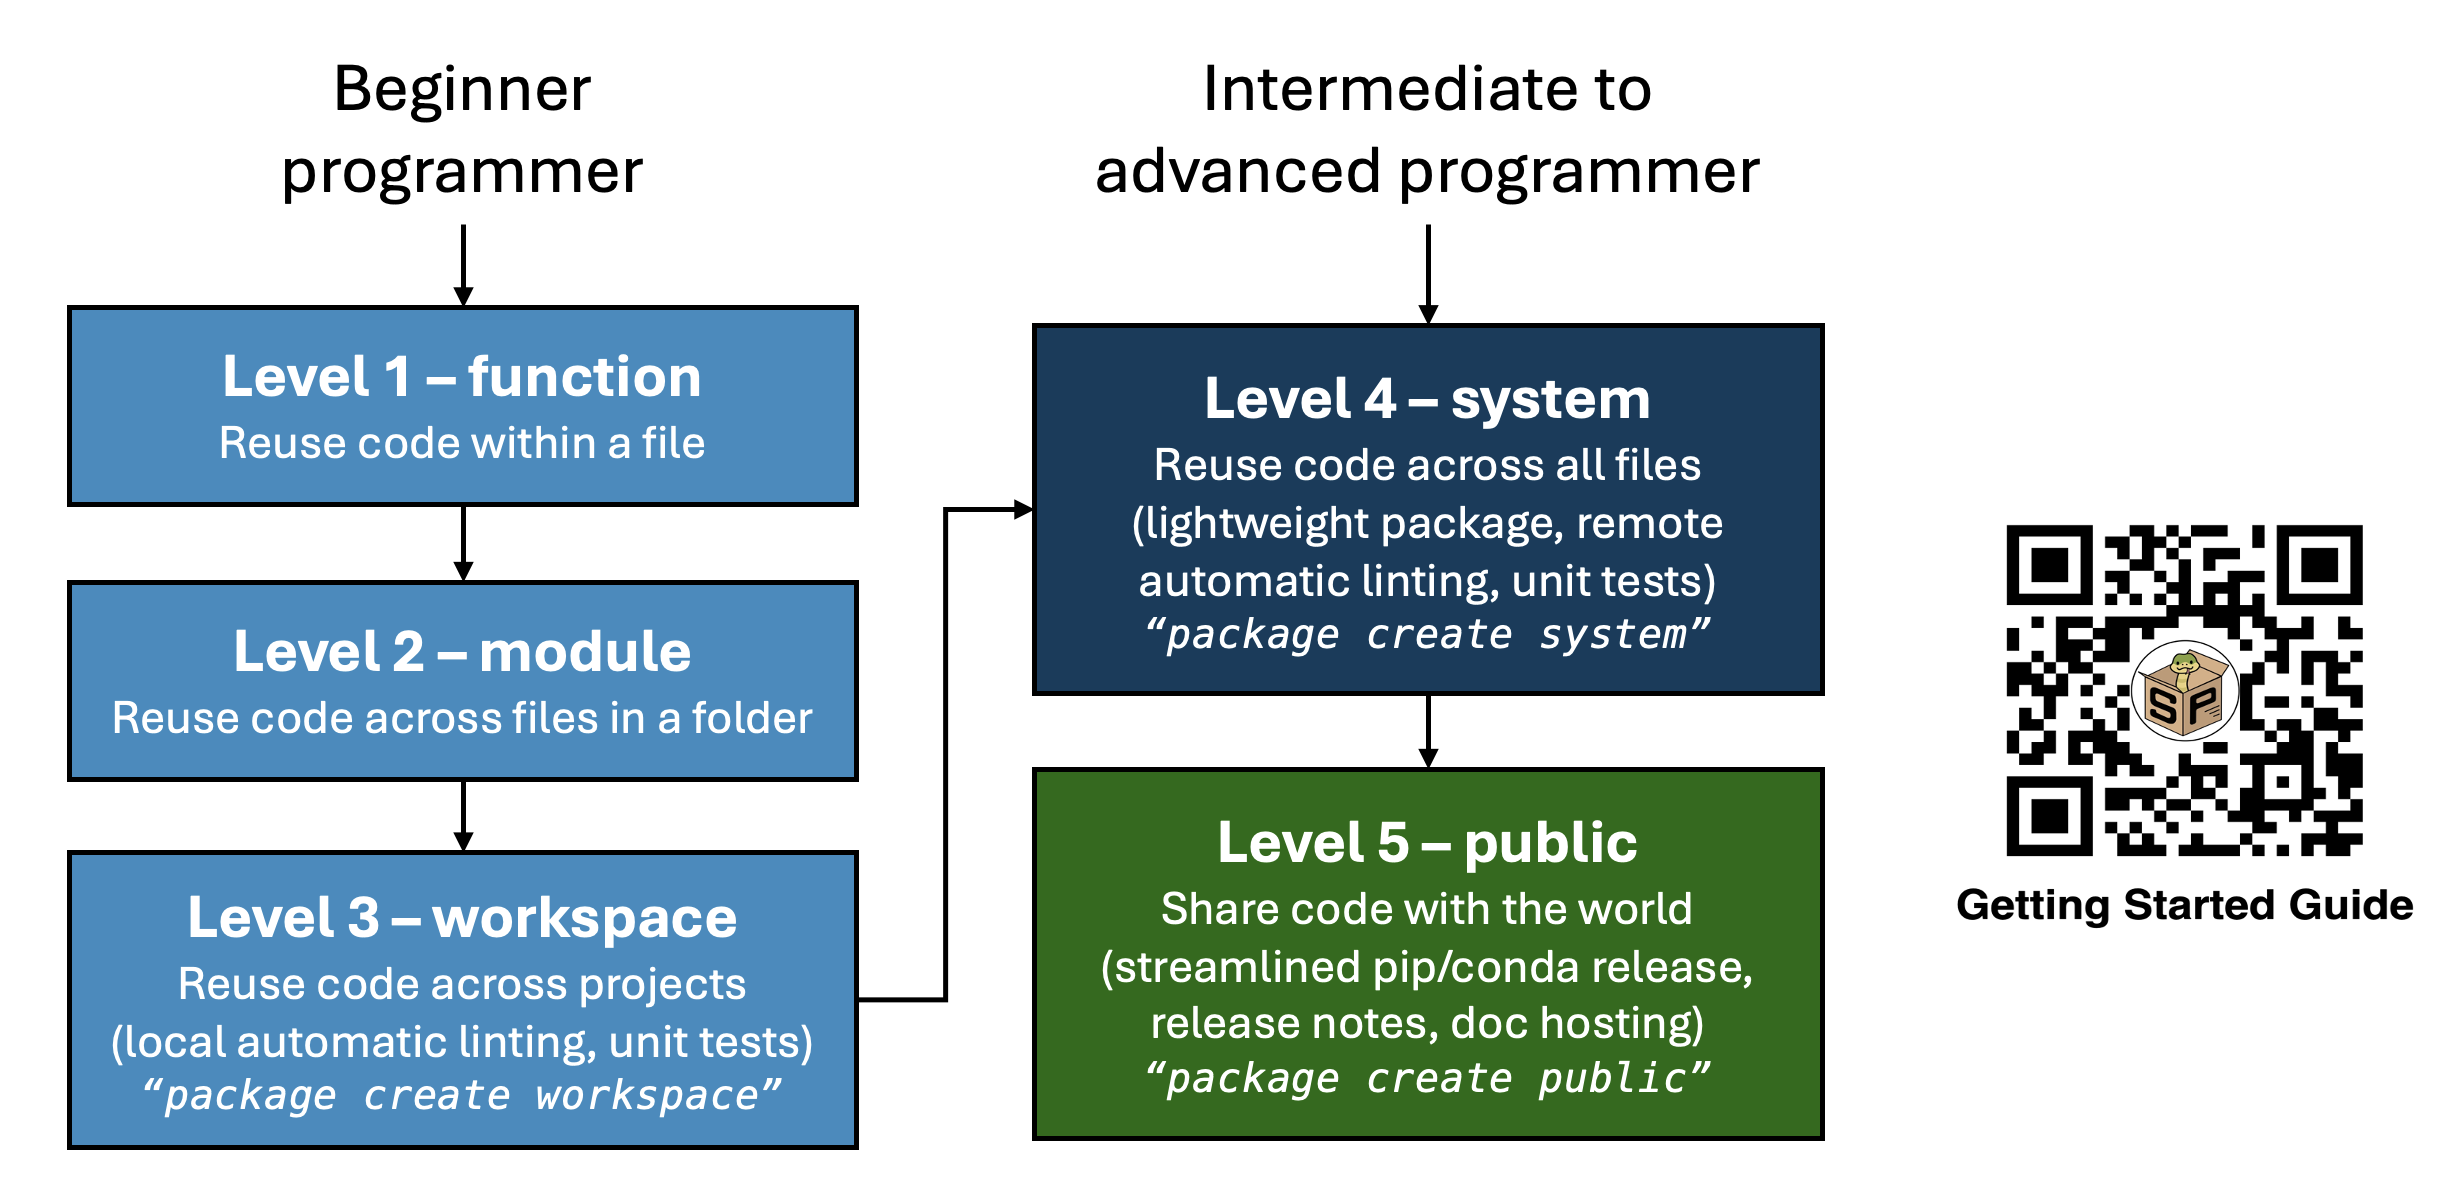 Beginner
programmer
Level 1 – function
Reuse code within a file
Level 2 – module
Reuse code across files in a folder
Level 3 – workspace
Reuse code across projects
(local automatic linting, unit tests)
“package create workspace”
Intermediate to
advanced programmer
Level 4 – system
Reuse code across all files
(lightweight package, remote
automatic linting, unit tests)
“package create system”
Level 5 – public
Share code with the world
(streamlined pip/conda release,
release notes, doc hosting)
“package create public”
SP
Getting Started Guide